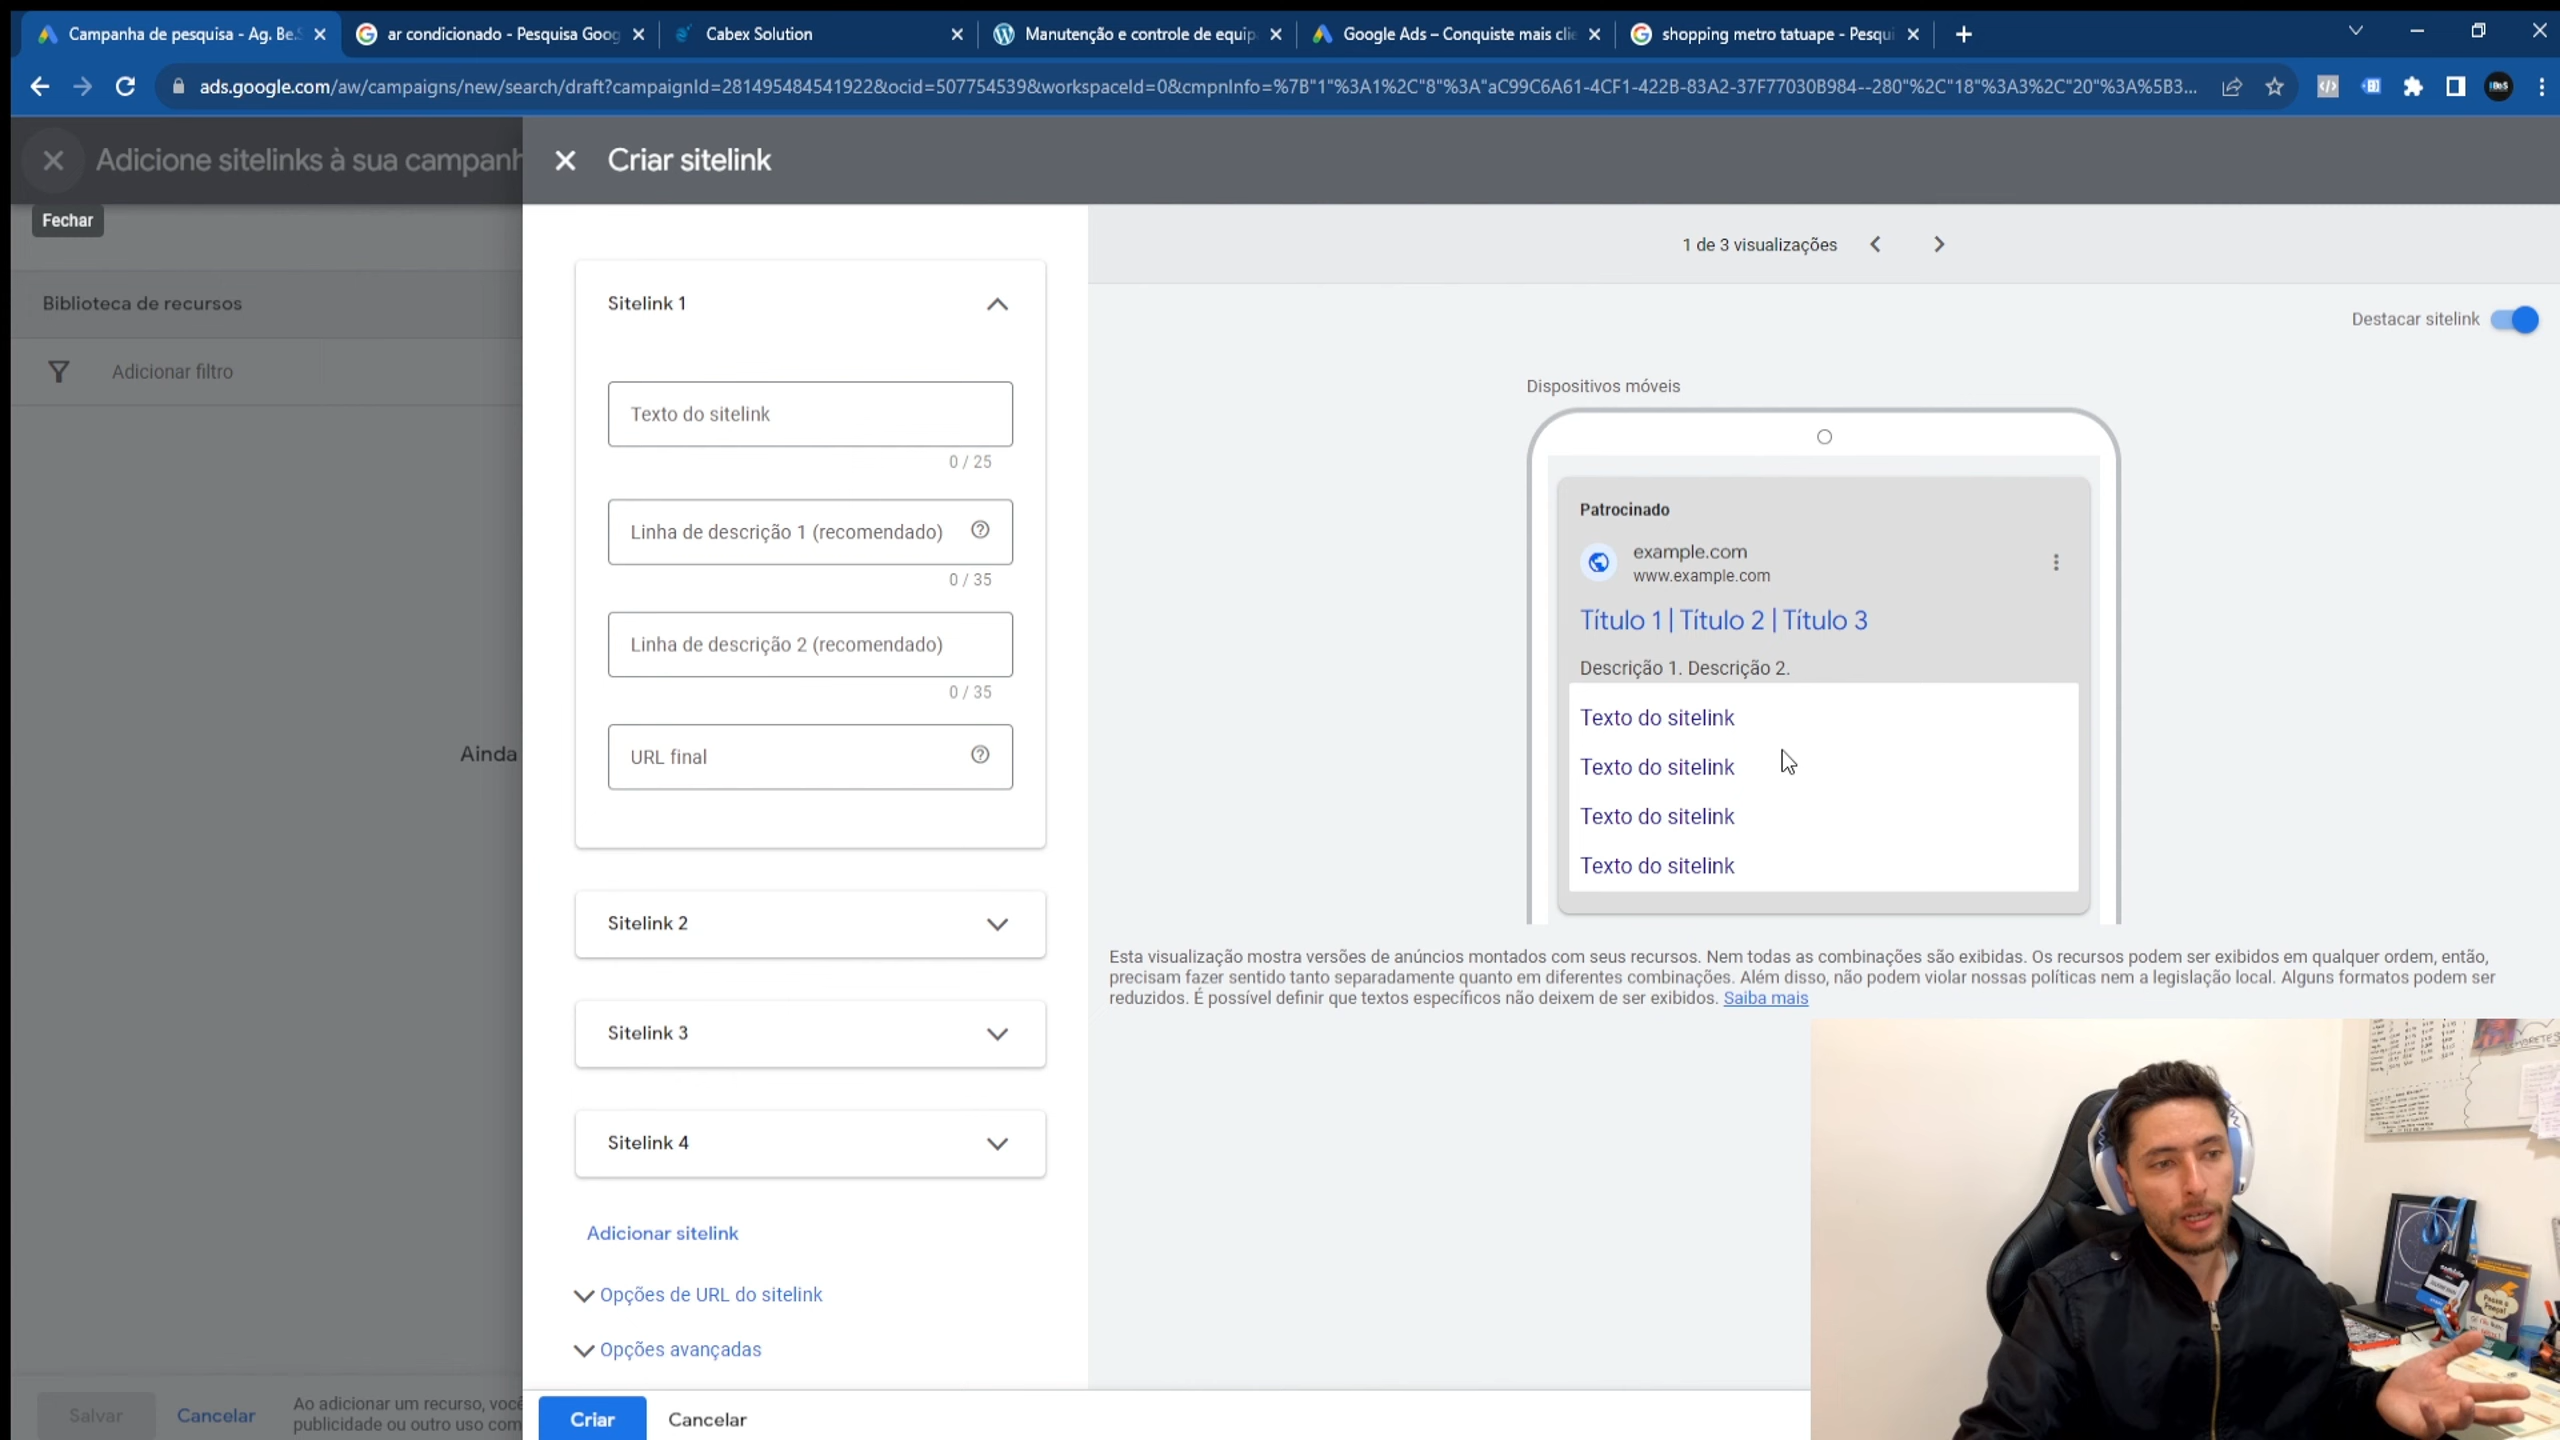 Campanha de pesquisa - Ag. Be.S
ar condicionado - Pesquisa Goog
Cabex Solution
Manutenção e controle de equip
Google Ads – Conquiste mais clie
shopping metro tatuape - Pesqui
ads.google.com/aw/campaigns/new/search/draft?campaignId=281495484541922&ocid=507754539&workspaceId=0&cmpnInfo=%7B"1"%3A1%2C"8"%3A"aC99C6A61-4CF1-422B-83A2-37F77030B984--280"%2C"18"%3A3%2C"20"%3A%5B3...
Adicione sitelinks à sua campanh
Criar sitelink
Fechar
Biblioteca de recursos
Adicionar filtro
Ainda
Salvar
Cancelar
Ao adicionar um recurso, você
publicidade ou outro uso com
Sitelink 1
Texto do sitelink
0 / 25
Linha de descrição 1 (recomendado)
0 / 35
Linha de descrição 2 (recomendado)
0 / 35
URL final
Sitelink 2
Sitelink 3
Sitelink 4
Adicionar sitelink
Opções de URL do sitelink
Opções avançadas
Criar
Cancelar
1 de 3 visualizações
Destacar sitelink
Dispositivos móveis
Patrocinado
example.com
www.example.com
Título 1 | Título 2 | Título 3
Descrição 1. Descrição 2.
Texto do sitelink
Texto do sitelink
Texto do sitelink
Texto do sitelink
Esta visualização mostra versões de anúncios montados com seus recursos. Nem todas as combinações são exibidas. Os recursos podem ser exibidos em qualquer ordem, então,
precisam fazer sentido tanto separadamente quanto em diferentes combinações. Além disso, não podem violar nossas políticas nem a legislação local. Alguns formatos podem ser
reduzidos. É possível definir que textos específicos não deixem de ser exibidos. Saiba mais